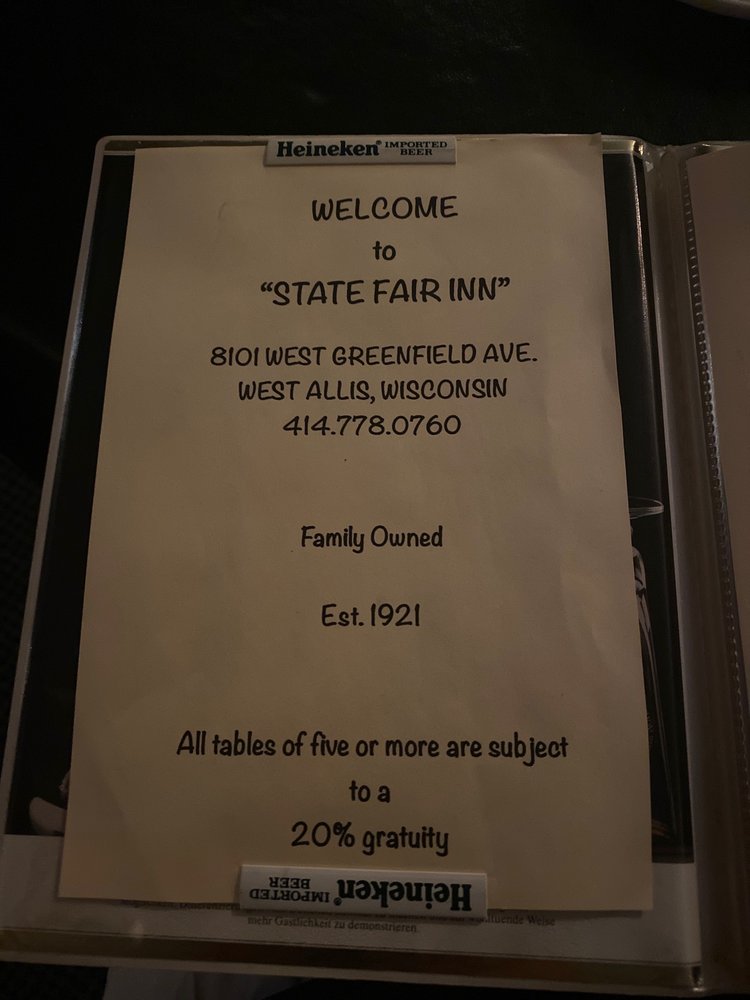 Heineken® IMPORTED BEER
WELCOME
to
“STATE FAIR INN”
8101 WEST GREENFIELD AVE.
WEST ALLIS, WISCONSIN
414.778.0760
Family Owned
Est. 1921
All tables of five or more are subject
to a
20% gratuity
Heineken® IMPORTED BEER
Weise
mehr Gastlichkeit zu demonstrieren